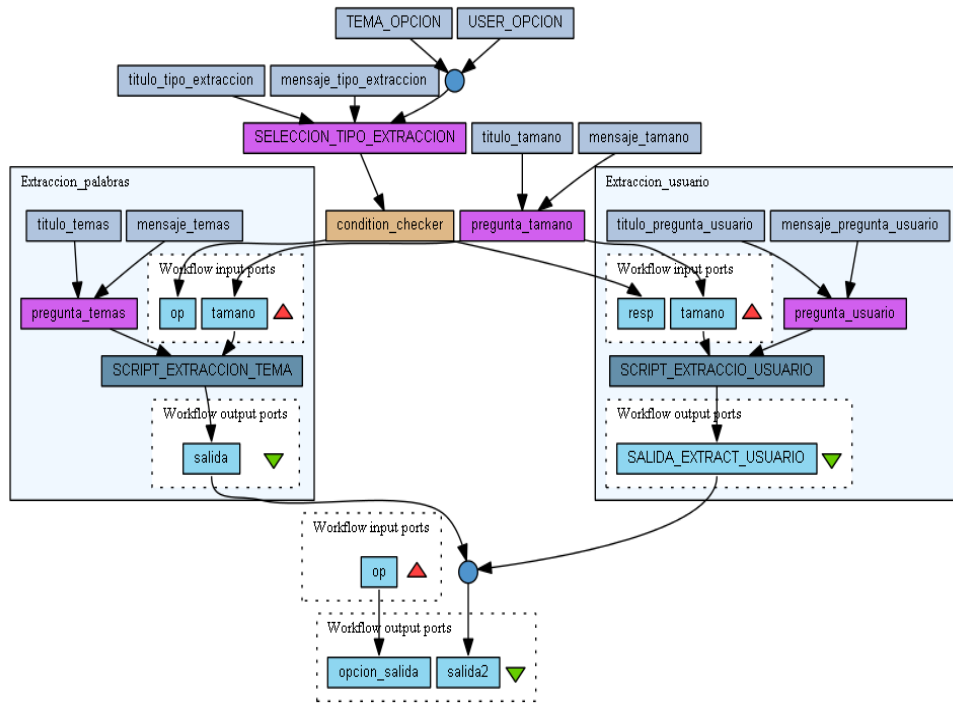 TEMA_OPCION
USER_OPCION
titulo_tipo_extraccion
mensaje_tipo_extraccion
SELECCION_TIPO_EXTRACCION
titulo_tamano
mensaje_tamano
Extraccion_palabras
Extraccion_usuario
titulo_temas
mensaje_temas
condition_checker
pregunta_tamano
titulo_pregunta_usuario
mensaje_pregunta_usuario
Workflow input ports
Workflow input ports
pregunta_temas
op
tamano
resp
tamano
pregunta_usuario
SCRIPT_EXTRACCION_TEMA
SCRIPT_EXTRACCIO_USUARIO
Workflow output ports
Workflow output ports
salida
SALIDA_EXTRACT_USUARIO
Workflow input ports
op
Workflow output ports
opcion_salida
salida2